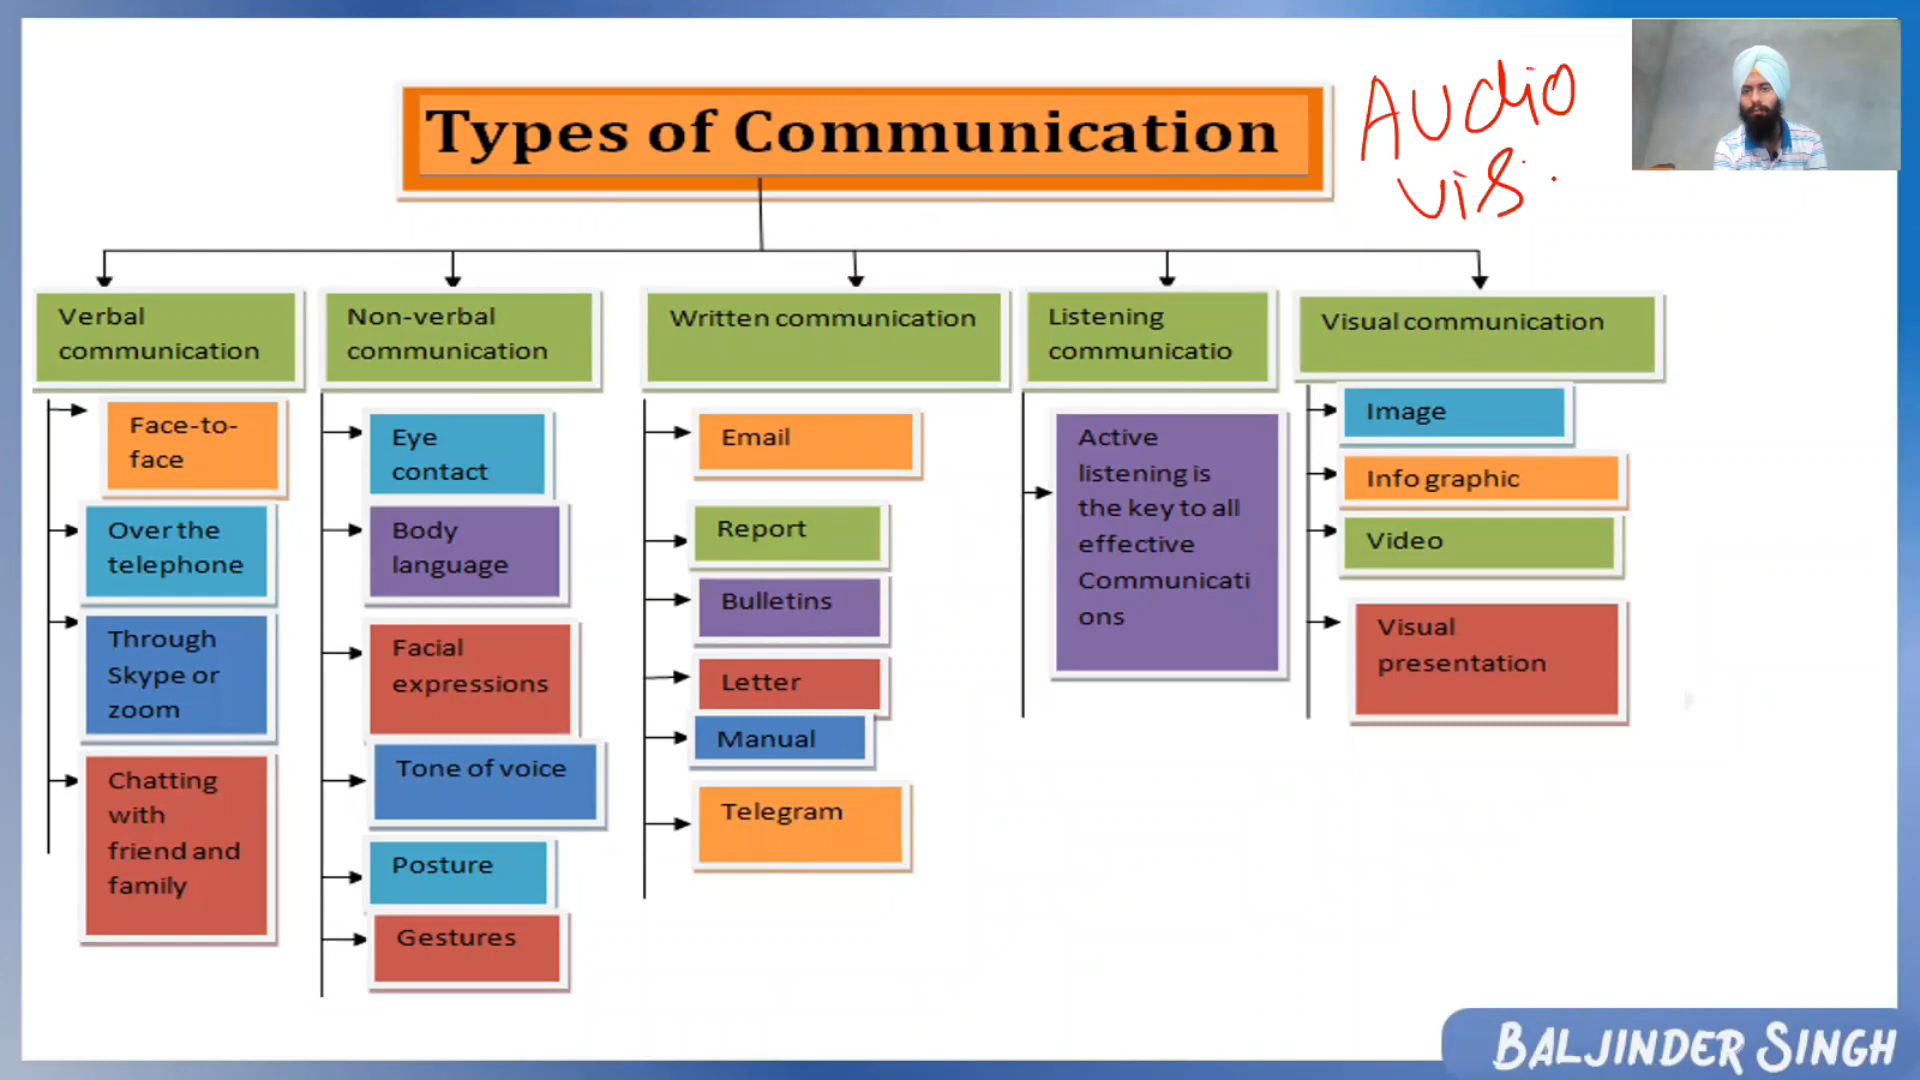 Types of Communication
AUdio
vis
Verbal
communication
Face-to-
face
Over the
telephone
Through
Skype or
zoom
Chatting
with
friend and
family
Non-verbal
communication
Eye
contact
Body
language
Facial
expressions
Tone of voice
Posture
Gestures
Written communication
Email
Report
Bulletins
Letter
Manual
Telegram
Listening
communicatio
Active
listening is
the key to all
effective
Communicati
ons
Visual communication
Image
Info graphic
Video
Visual
presentation
BALJINDER SINGH